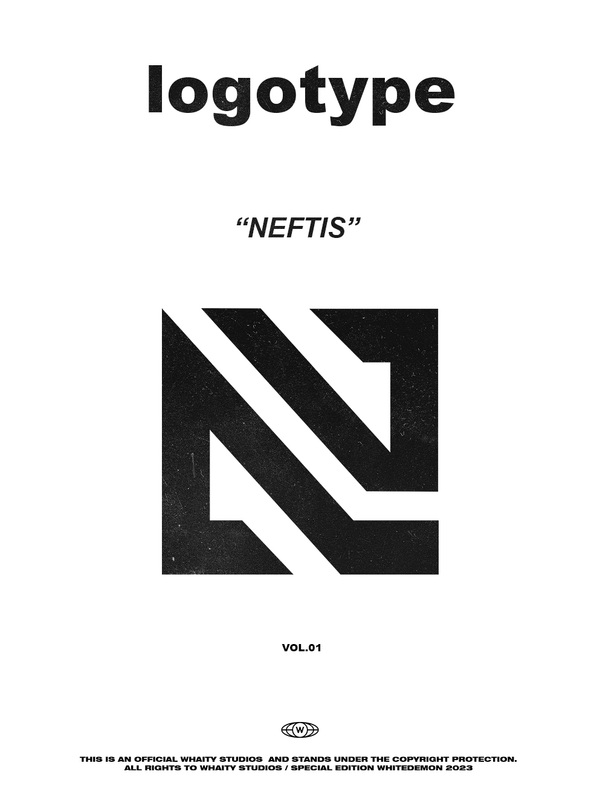 logotype
“NEFTIS”
VOL.01
W
THIS IS AN OFFICIAL WHAITY STUDIOS AND STANDS UNDER THE COPYRIGHT PROTECTION.
ALL RIGHTS TO WHAITY STUDIOS / SPECIAL EDITION WHITEDEMON 2023